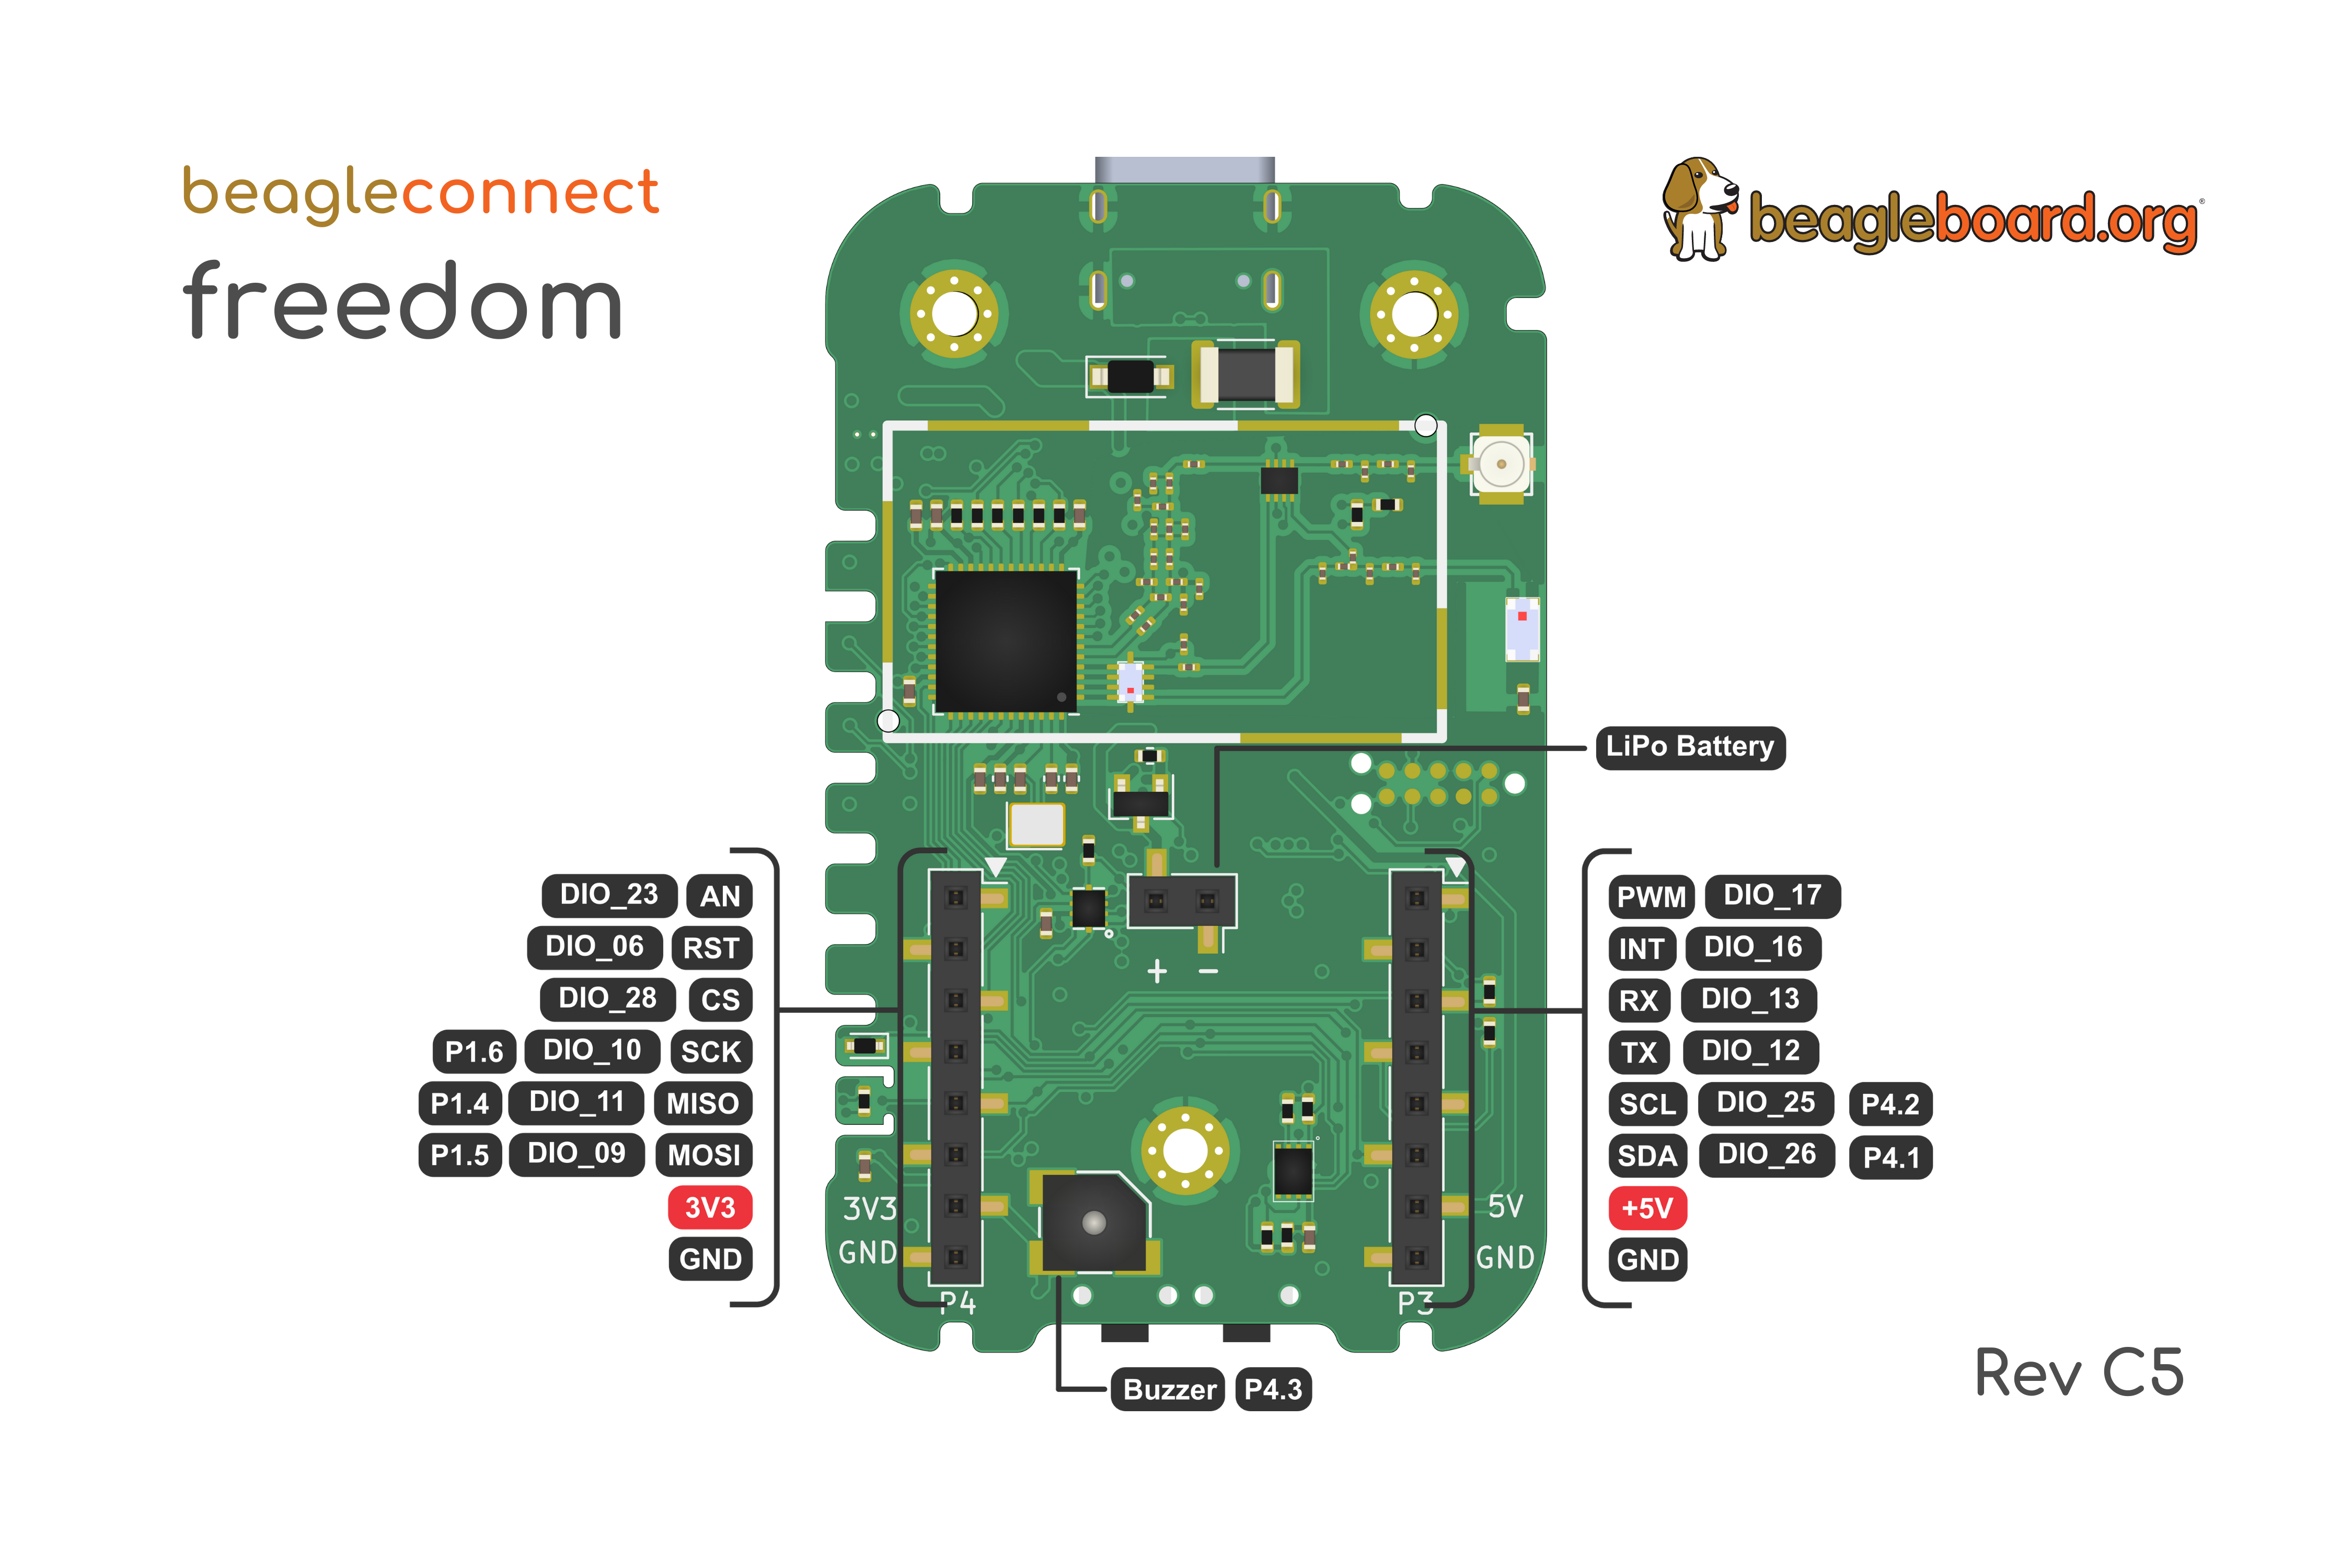 beagleconnect
freedom
beagleboard.org®
LiPo Battery
DIO_23 AN
DIO_06 RST
DIO_28 CS
P1.6 DIO_10 SCK
P1.4 DIO_11 MISO
P1.5 DIO_09 MOSI
3V3
GND
+ −
3V3
GND
P4
5V
GND
P3
PWM DIO_17
INT DIO_16
RX DIO_13
TX DIO_12
SCL DIO_25 P4.2
SDA DIO_26 P4.1
+5V
GND
Buzzer P4.3
Rev C5